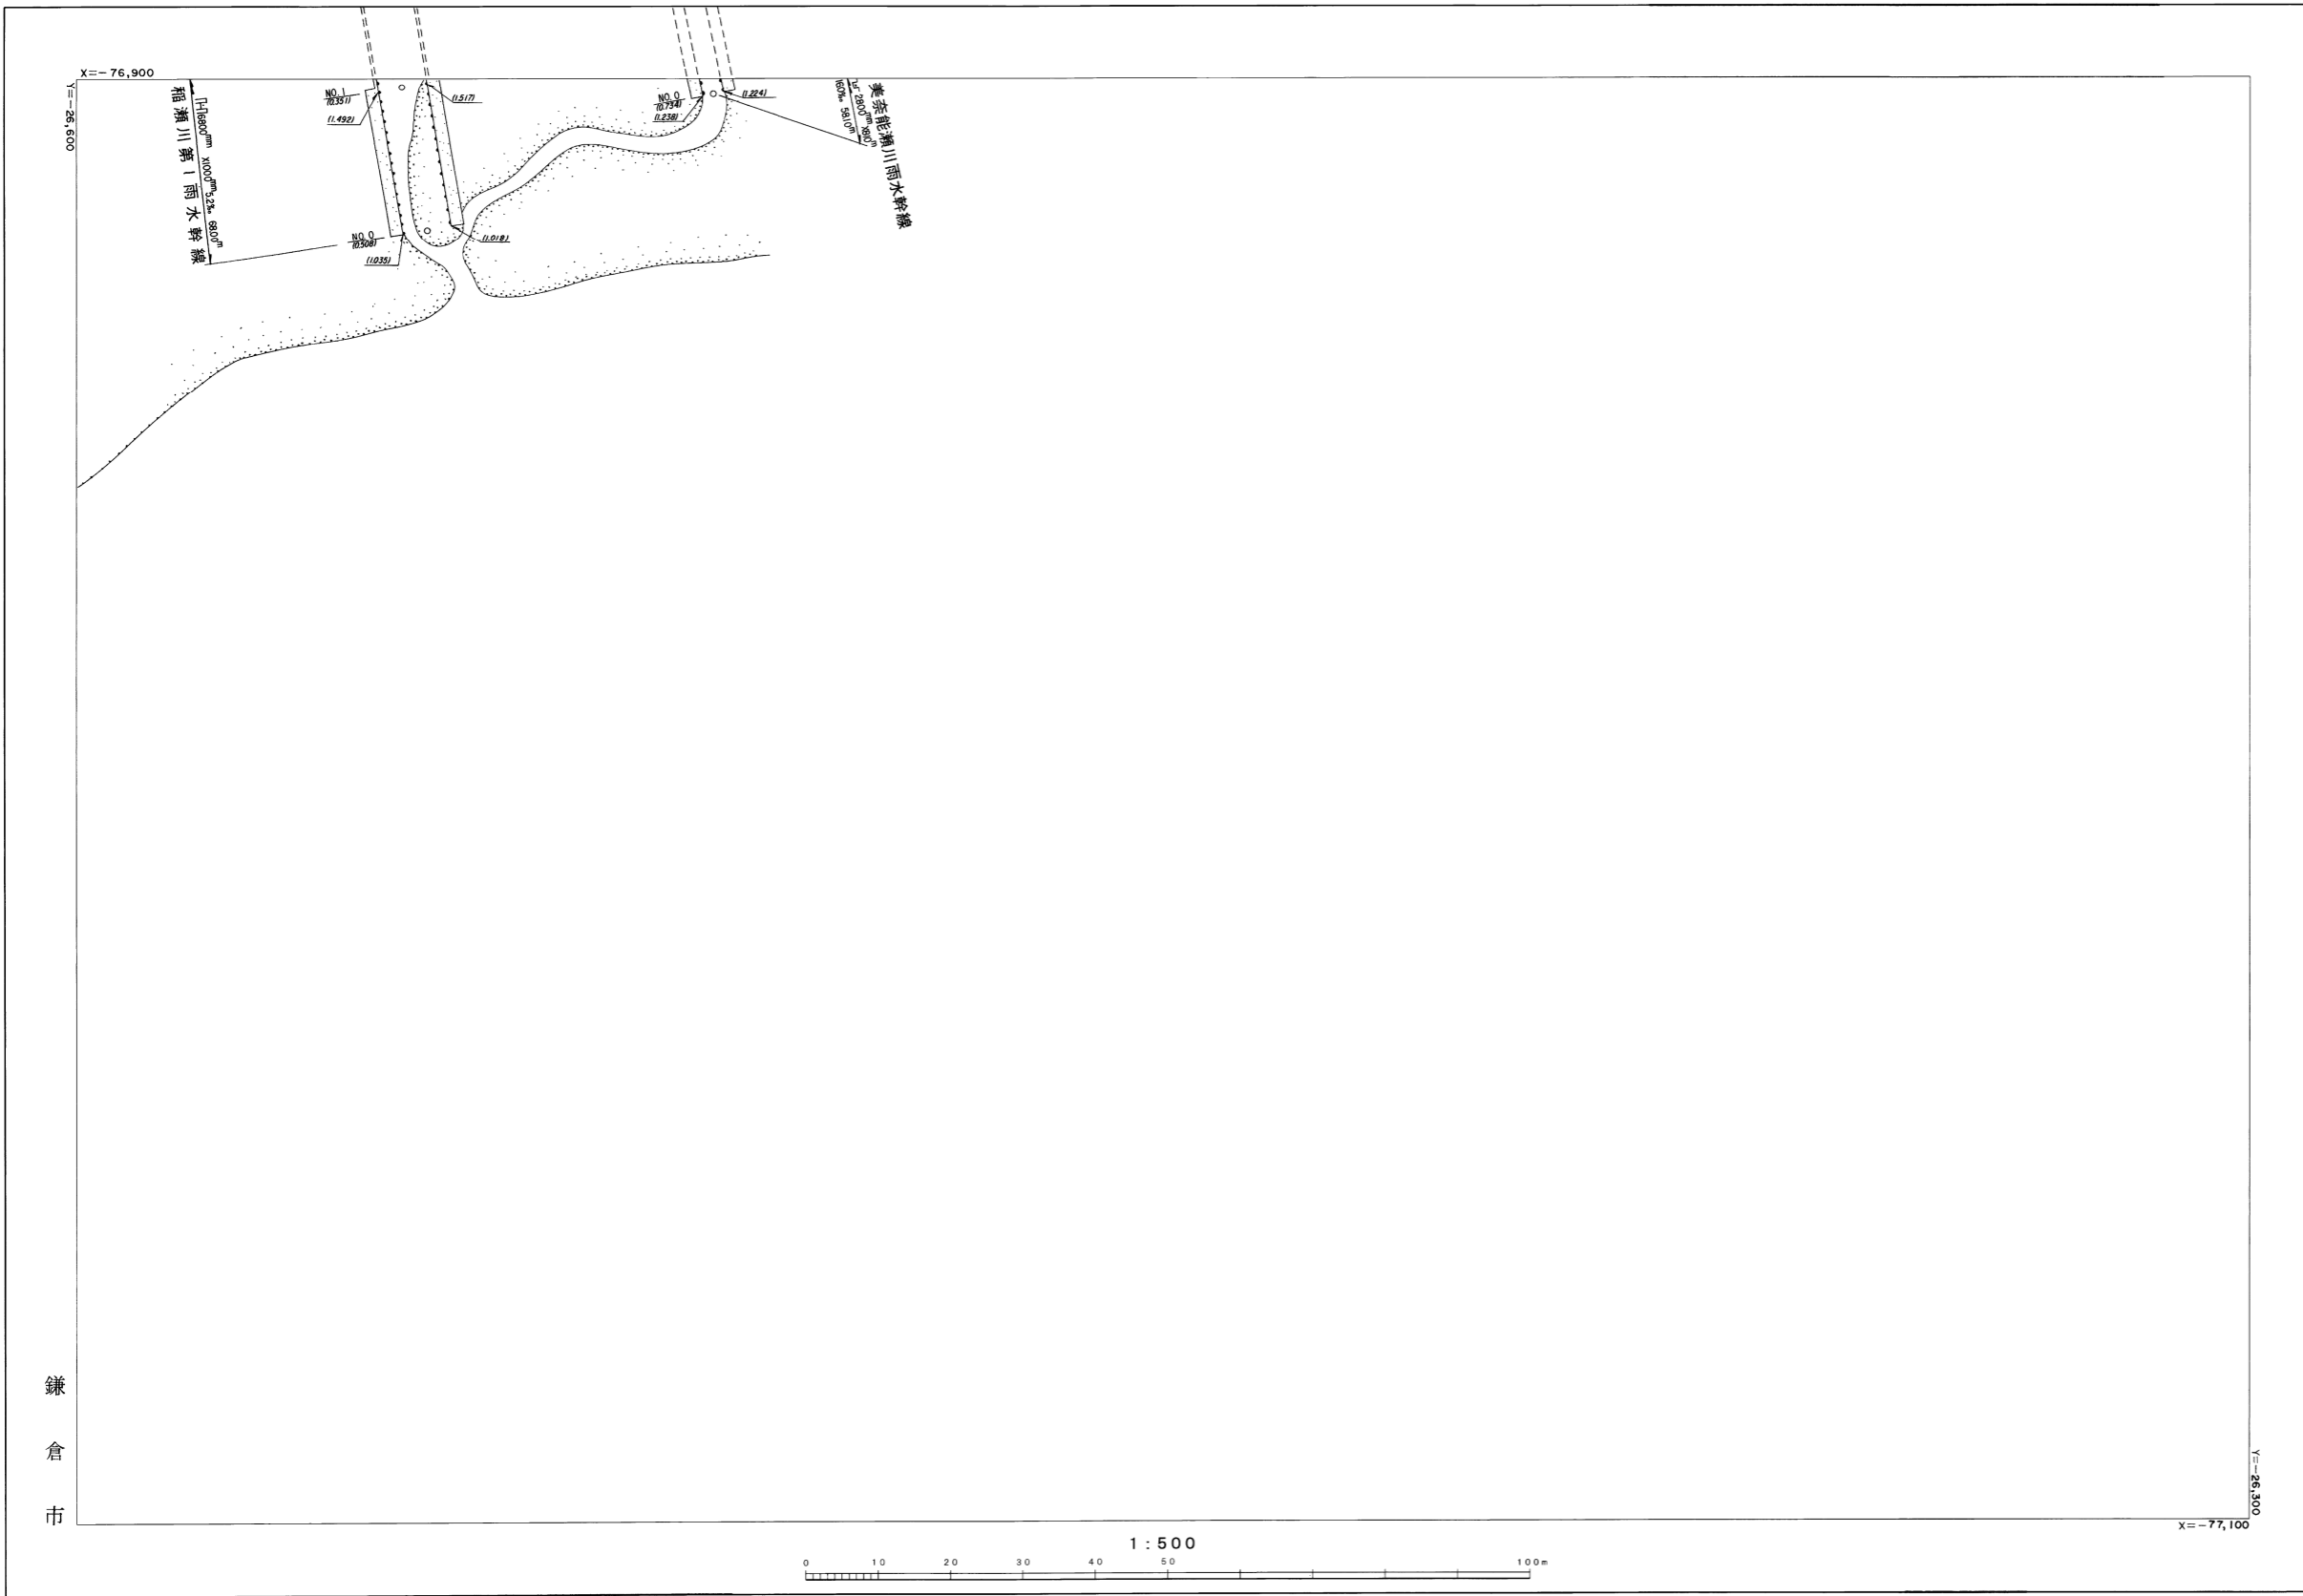 X=-76,900
Y=-26,600
稲瀬川第1雨水幹線
6800mm X1000mm 5.2‰ 68.00m
NO.1
(0.351)
(1.492)
(1.517)
NO.0
(0.508)
(1.035)
(1.018)
NO.0
(0.734)
(1.238)
(1.224)
美奈能瀬川雨水幹線
160‰ 58.10m
鎌倉市
Y=-26,300
X=-77,100
1:500
0 10 20 30 40 50 100m